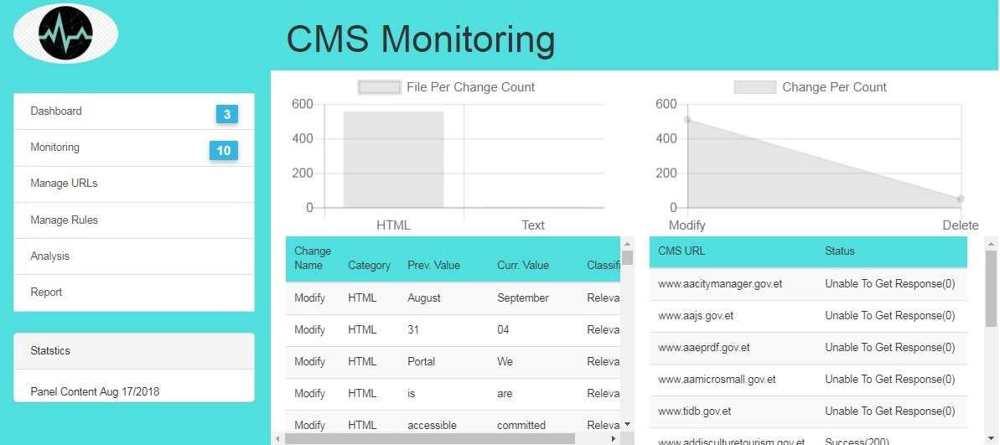 CMS Monitoring
Dashboard 3
Monitoring 10
Manage URLs
Manage Rules
Analysis
Report
Statstics
Panel Content Aug 17/2018
File Per Change Count
600
400
200
0
HTML Text
Change Per Count
600
400
200
0
Modify Delete
Change Name Category Prev. Value Curr. Value Classifi
Modify HTML August September Releva
Modify HTML 31 04 Releva
Modify HTML Portal We Releva
Modify HTML is are Releva
Modify HTML accessible committed Releva
CMS URL Status
www.aacitymanager.gov.et Unable To Get Response(0)
www.aajs.gov.et Unable To Get Response(0)
www.aaeprdf.gov.et Unable To Get Response(0)
www.aamicrosmall.gov.et Unable To Get Response(0)
www.tidb.gov.et Unable To Get Response(0)
www.addisculturetourism.gov.et Success(200)